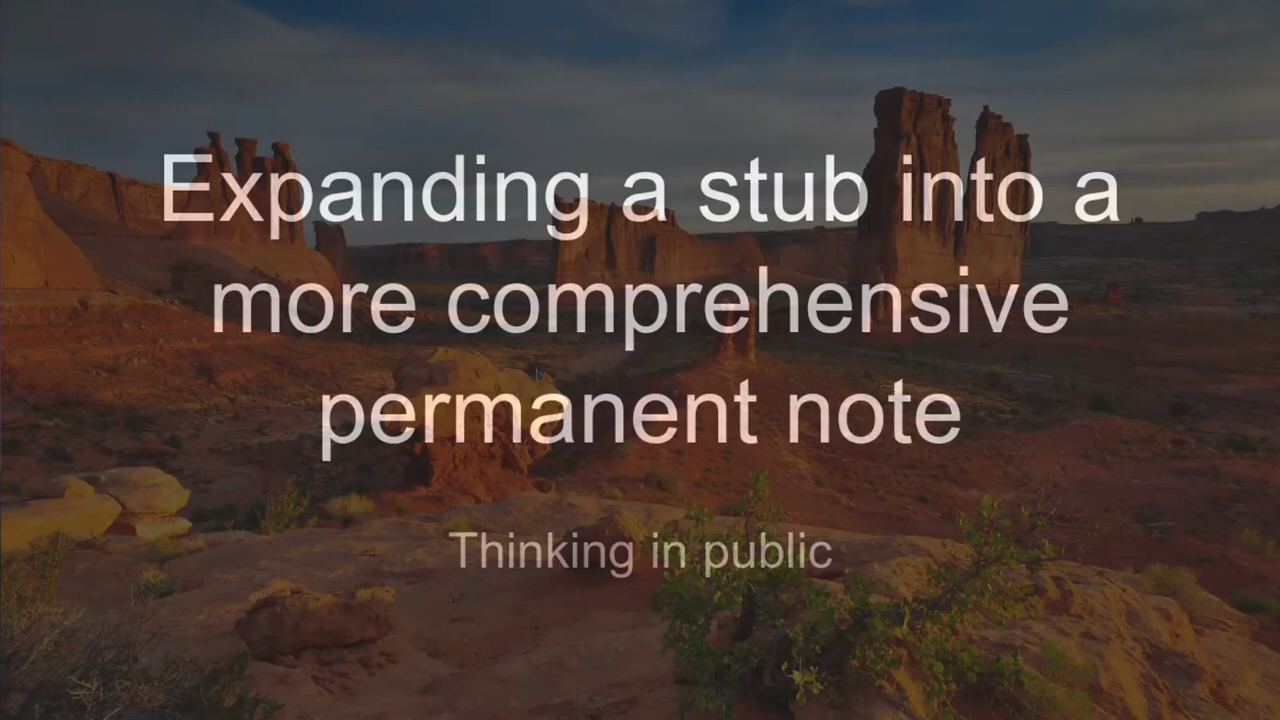 Expanding a stub into a
more comprehensive
permanent note
Thinking in public